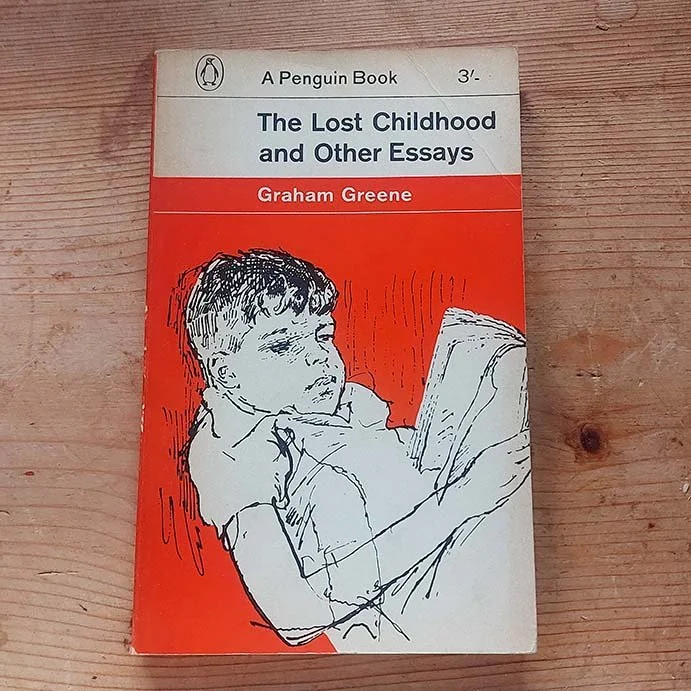 A Penguin Book 3/-
The Lost Childhood
and Other Essays
Graham Greene